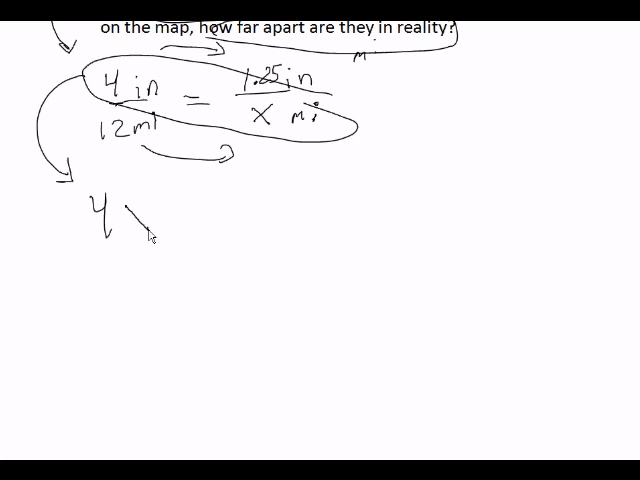 on the map, how far apart are they in reality?
mi
4 in = 1.25 in
12 mi x mi
4